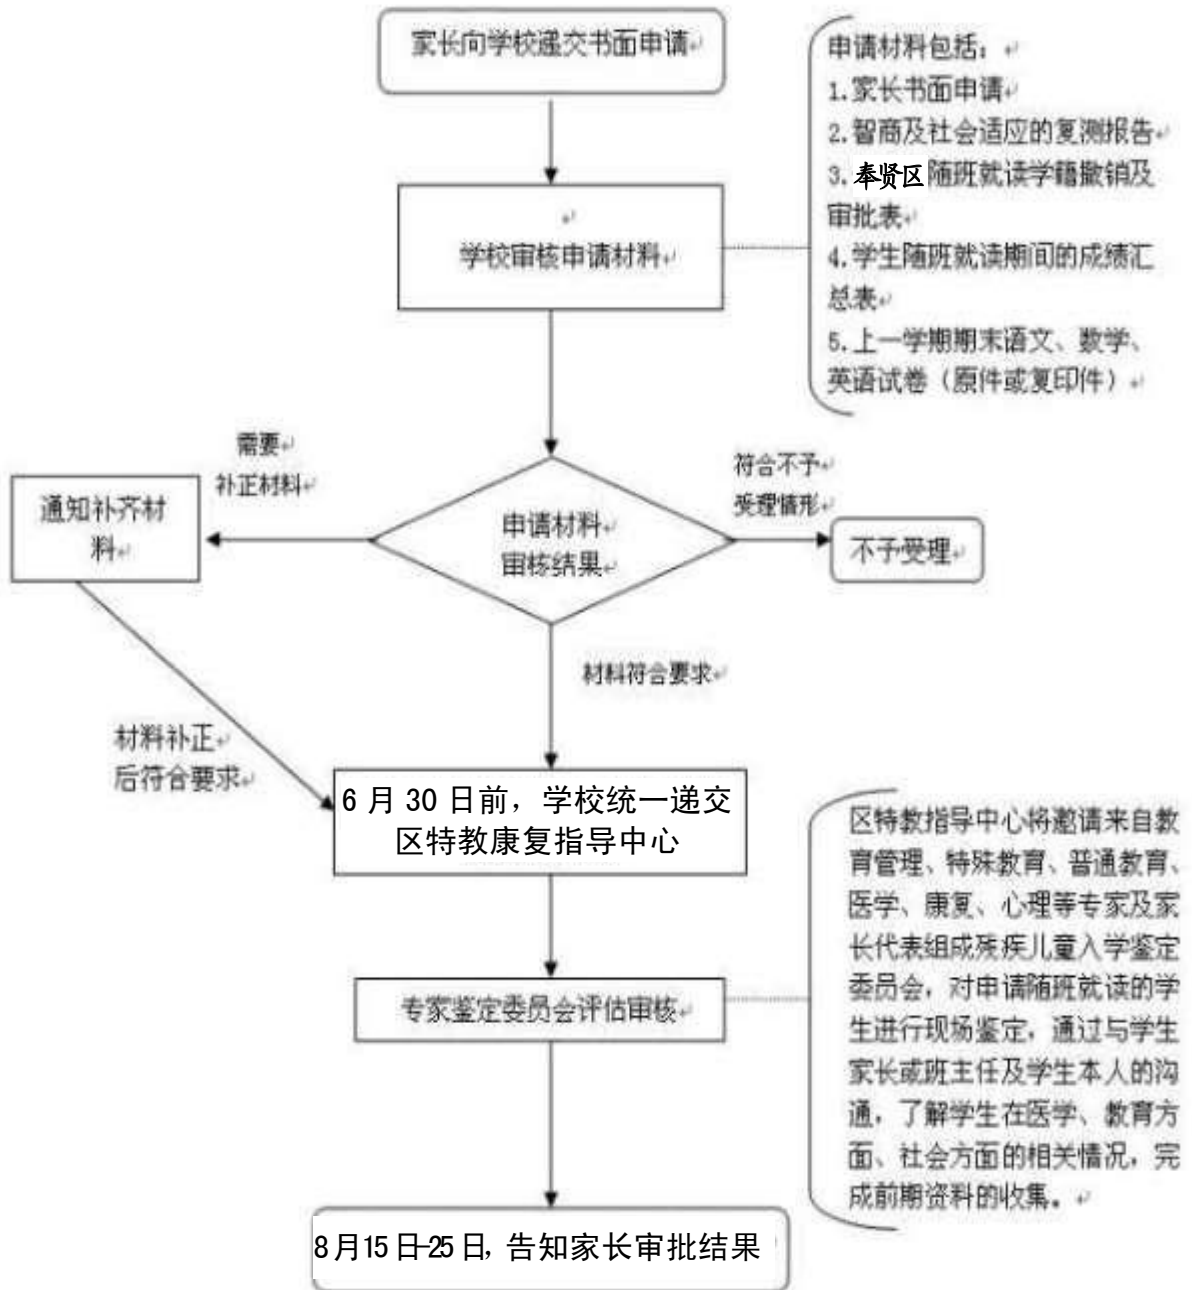 家长向学校递交书面申请
申请材料包括：
1.家长书面申请
2.智商及社会适应的复测报告
3.奉贤区随班就读学籍撤销及
审批表
4.学生随班就读期间的成绩汇
总表
5.上一学期期末语文、数学、
英语试卷（原件或复印件）
学校审核申请材料
需要
补正材料
符合不予
受理情形
通知补齐材
料
申请材料
审核结果
不予受理
材料符合要求
材料补正
后符合要求
6月30日前，学校统一递交
区特教康复指导中心
区特教指导中心将邀请来自教
育管理、特殊教育、普通教育、
医学、康复、心理等专家及家
长代表组成残疾儿童入学鉴定
委员会，对申请随班就读的学
生进行现场鉴定，通过与学生
家长或班主任及学生本人的沟
通，了解学生在医学、教育方
面、社会方面的相关情况，完
成前期资料的收集。
专家鉴定委员会评估审核
8月15日-25日，告知家长审批结果